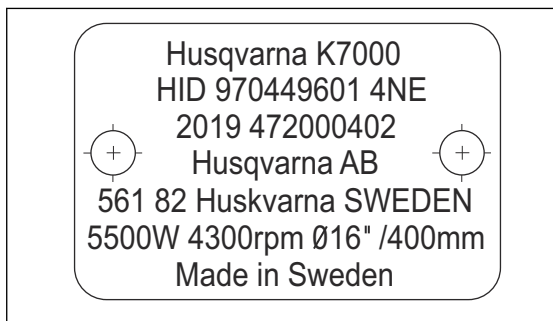 Husqvarna K7000
HID 970449601 4NE
2019 472000402
Husqvarna AB
561 82 Huskvarna SWEDEN
5500W 4300rpm Ø16" /400mm
Made in Sweden